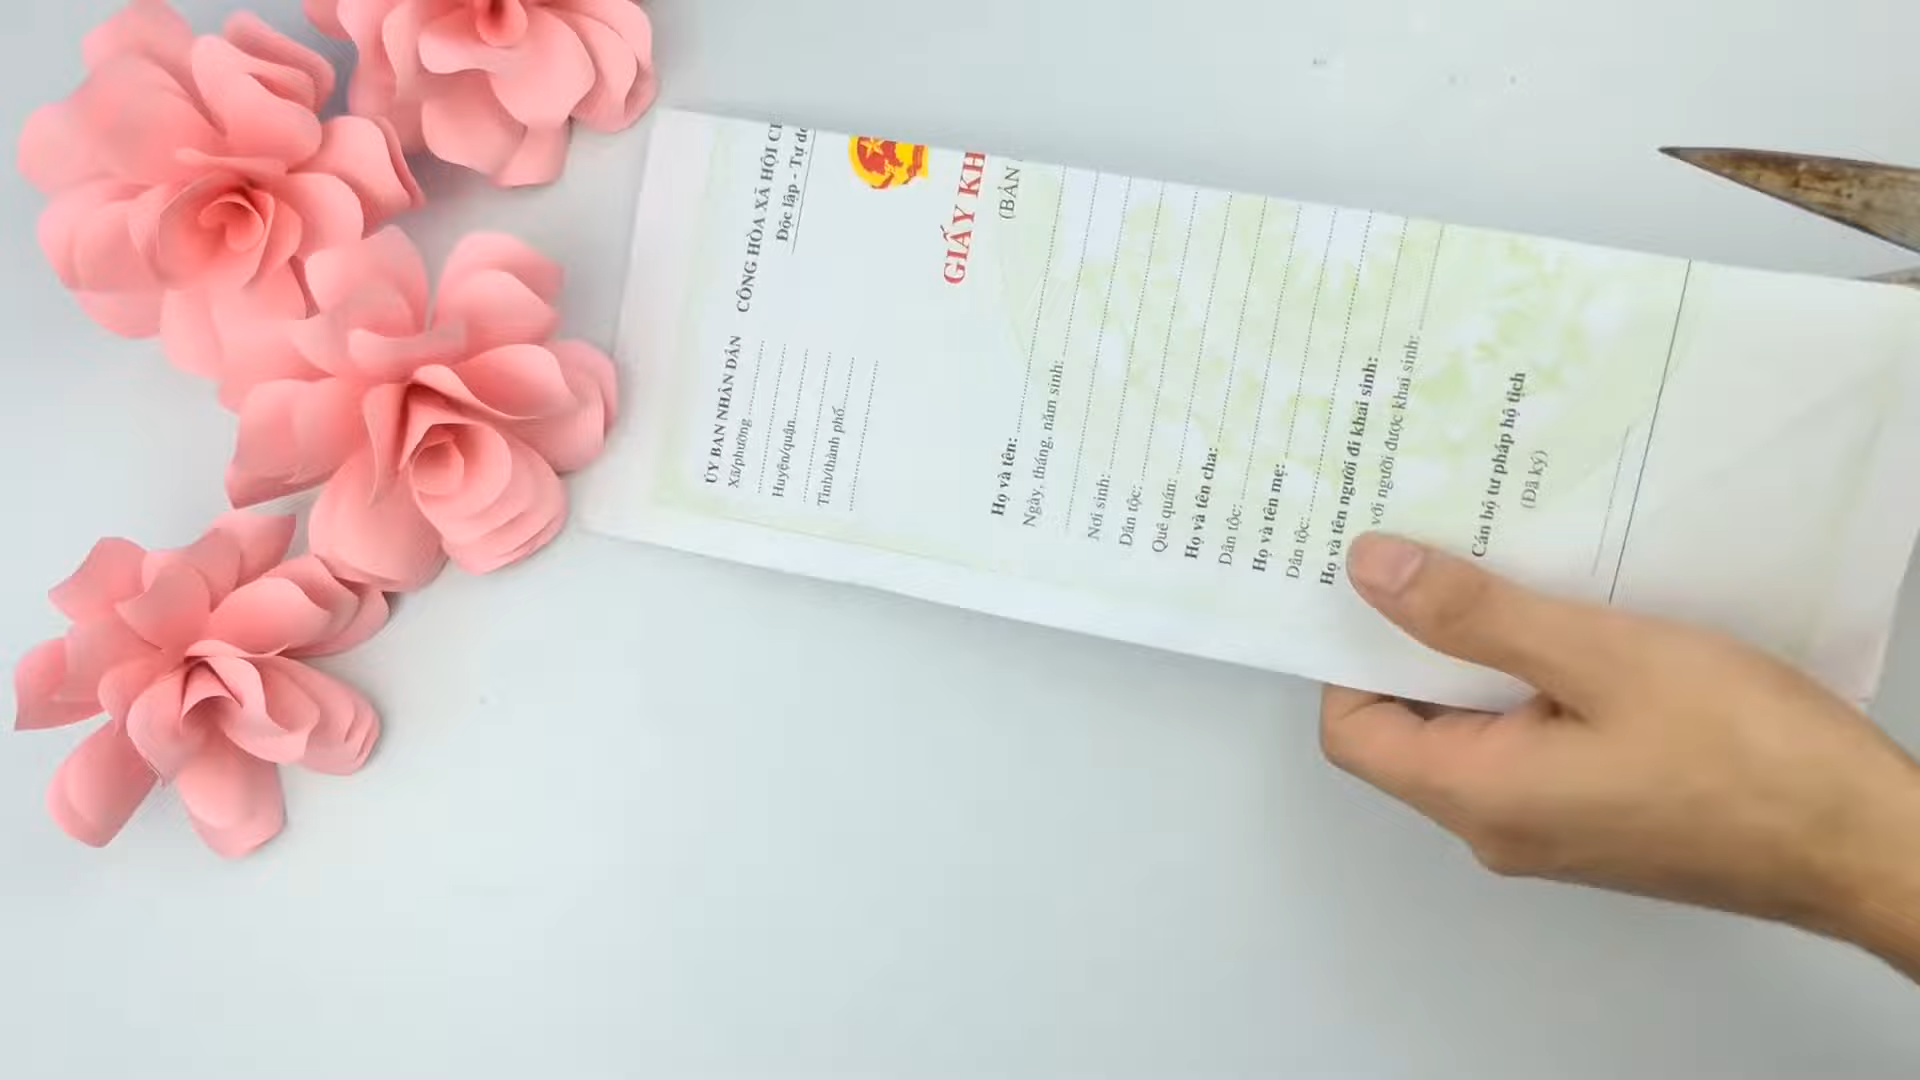 ỦY BAN NHÂN DÂN
Xã/phường
Huyện/quận
Tỉnh/thành phố
CỘNG HÒA XÃ HỘI
Độc lập - Tự do
GIẤY KH
(BẢN
Họ và tên:
Ngày, tháng, năm sinh:
Nơi sinh:
Dân tộc:
Quê quán:
Họ và tên cha:
Dân tộc:
Họ và tên mẹ:
Dân tộc:
Họ và tên người đi khai sinh:
với người được khai sinh:
Cán bộ tư pháp hộ tịch
(Đã ký)